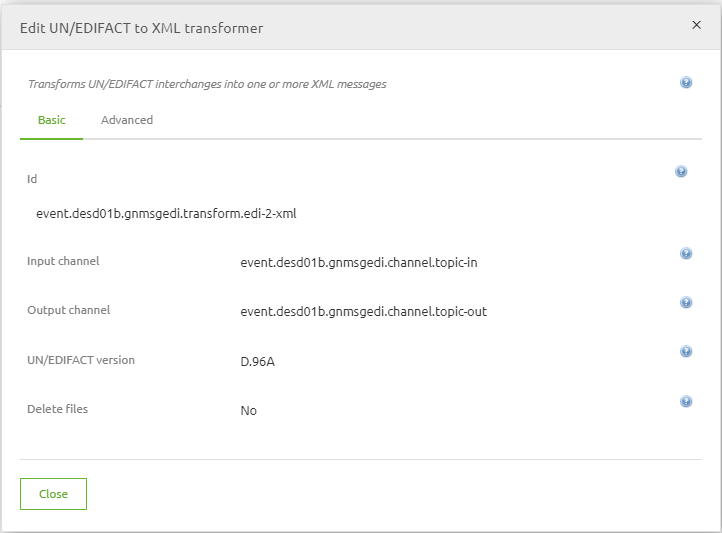 Edit UN/EDIFACT to XML transformer
×
Transforms UN/EDIFACT interchanges into one or more XML messages
?
Basic Advanced
Id
?
event.desd01b.gnmsgedi.transform.edi-2-xml
Input channel event.desd01b.gnmsgedi.channel.topic-in ?
Output channel event.desd01b.gnmsgedi.channel.topic-out ?
UN/EDIFACT version D.96A ?
Delete files No ?
Close